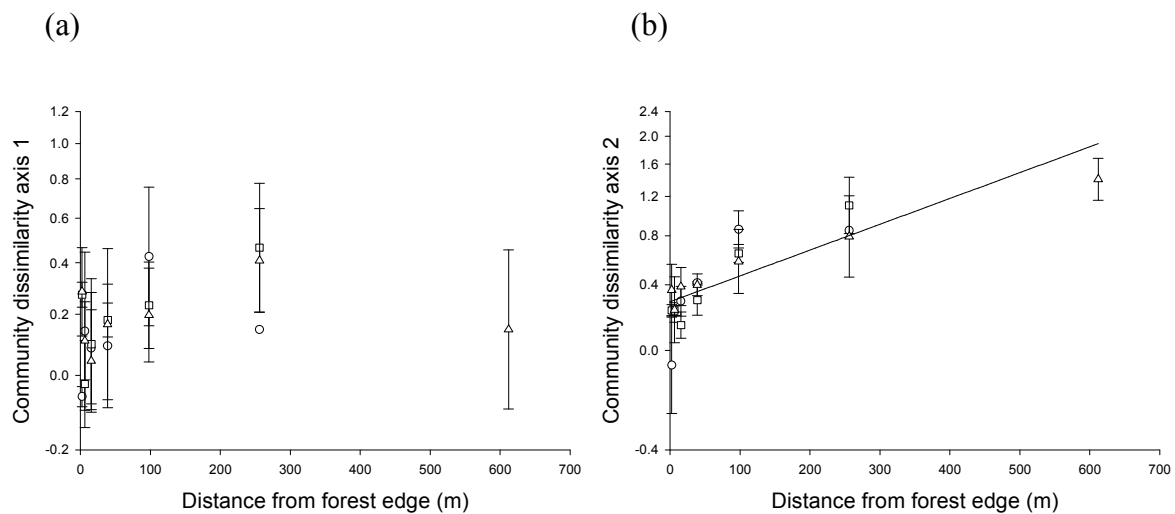 (a)
(b)
Community dissimilarity axis 1
1.2
1.0
0.8
0.6
0.4
0.2
0.0
-0.2
0 100 200 300 400 500 600 700
Distance from forest edge (m)
Community dissimilarity axis 2
2.4
2.0
1.6
1.2
0.8
0.4
0.0
-0.4
0 100 200 300 400 500 600 700
Distance from forest edge (m)